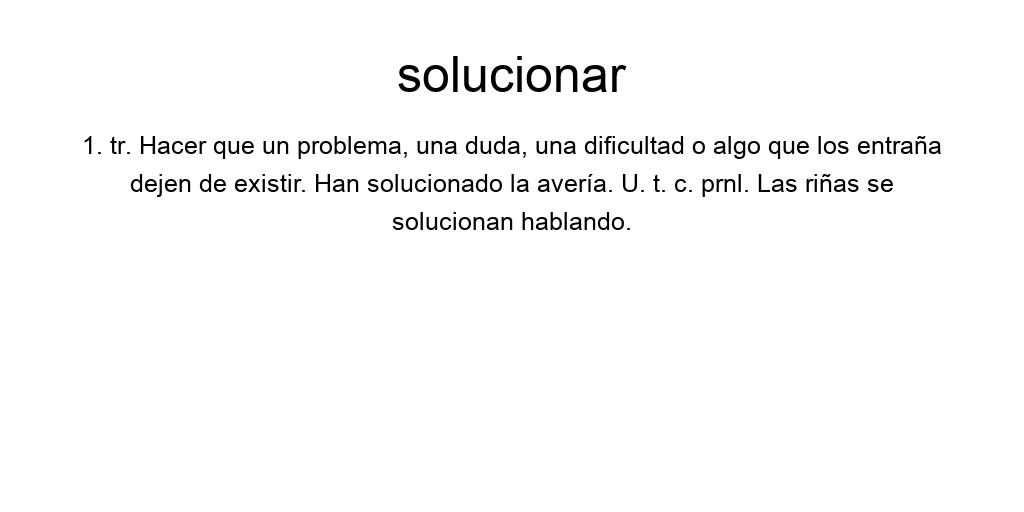 solucionar
1. tr. Hacer que un problema, una duda, una dificultad o algo que los entraña
dejen de existir. Han solucionado la avería. U. t. c. prnl. Las riñas se
solucionan hablando.